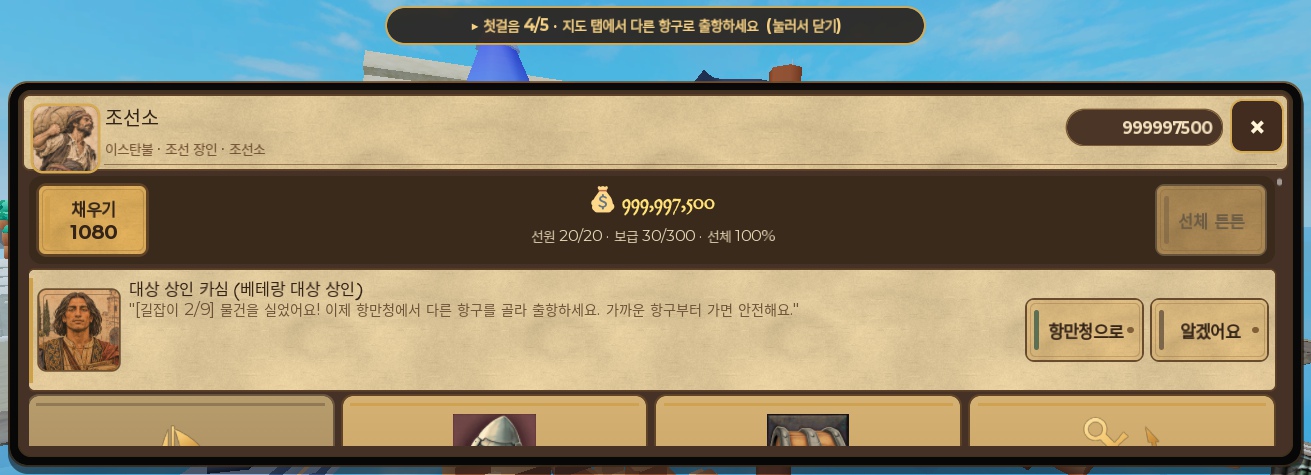 ▸ 첫걸음 4/5 · 지도 탭에서 다른 항구로 출항하세요 (눌러서 닫기)
조선소
이스탄불 · 조선 장인 · 조선소
999997500
×
채우기
1080
999,997,500
선원 20/20 · 보급 30/300 · 선체 100%
선체 튼튼
대상 상인 카심 (베테랑 대상 상인)
"[길잡이 2/9] 물건을 실었어요! 이제 항만청에서 다른 항구를 골라 출항하세요. 가까운 항구부터 가면 안전해요."
항만청으로
알겠어요